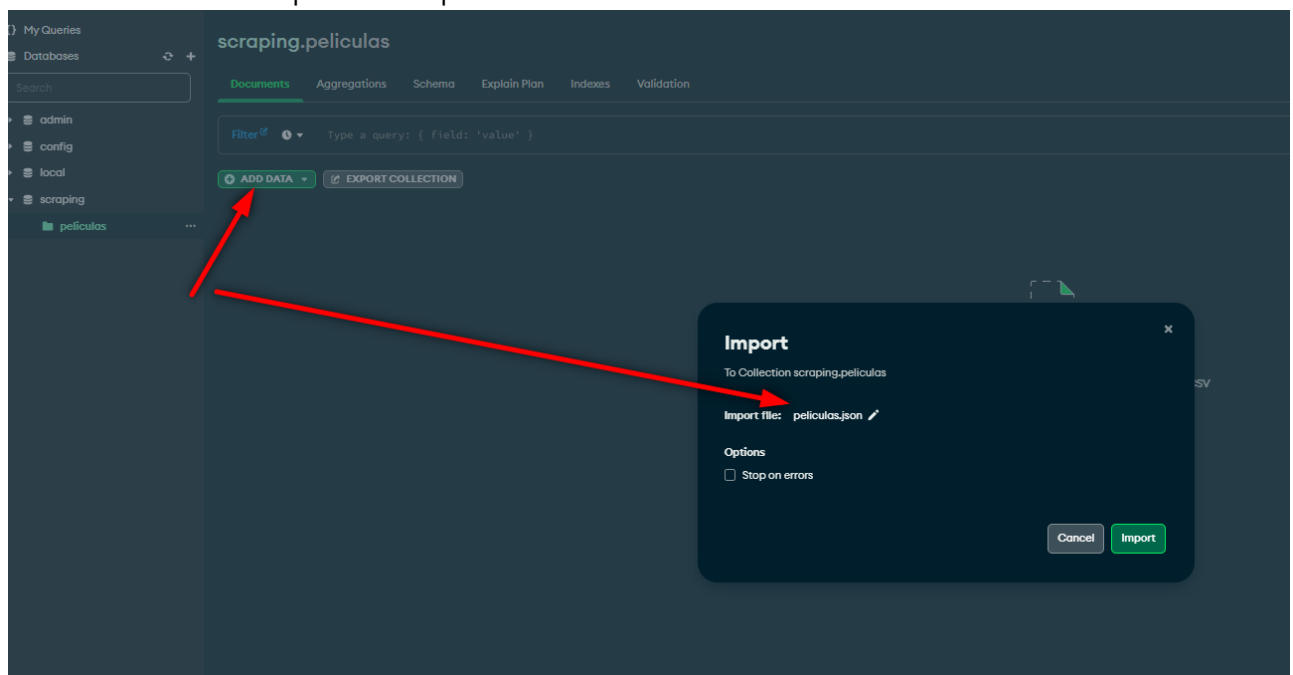 {} My Queries
Databases
Search
admin
config
local
scraping
peliculas
scraping.peliculas
Documents Aggregations Schema Explain Plan Indexes Validation
Filter Type a query: { field: 'value' }
ADD DATA EXPORT COLLECTION
Import
To Collection scraping.peliculas
CSV
Import file: peliculas.json
Options
Stop on errors
Cancel Import